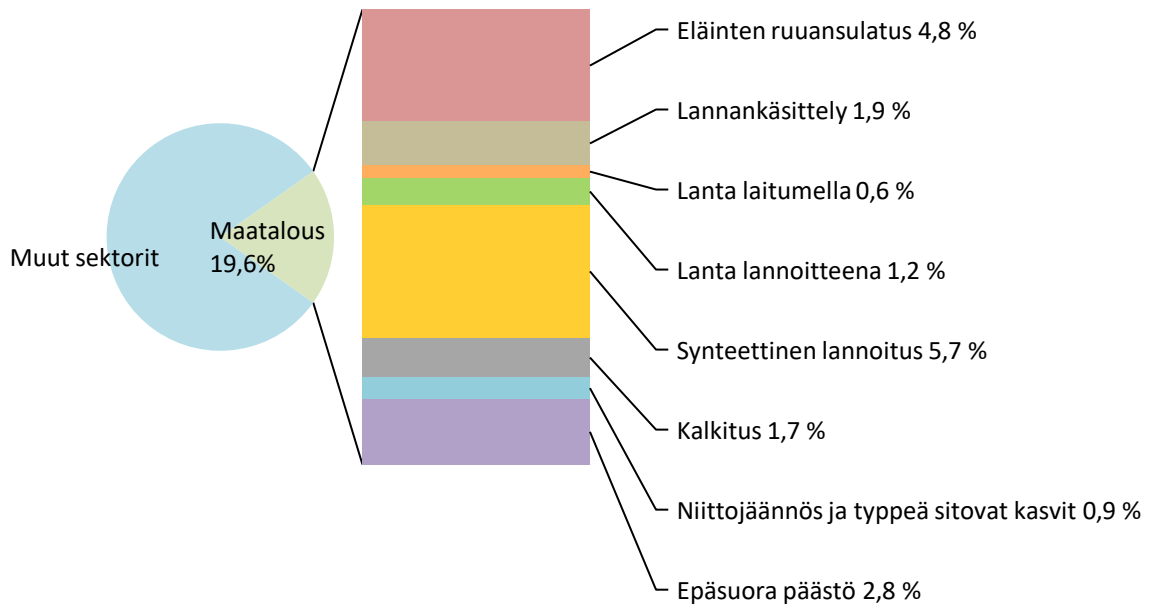 Muut sektorit
Maatalous
19,6%
Eläinten ruuansulatus 4,8 %
Lannankäsittely 1,9 %
Lanta laitumella 0,6 %
Lanta lannoitteena 1,2 %
Synteettinen lannoitus 5,7 %
Kalkitus 1,7 %
Niittojäännös ja typpeä sitovat kasvit 0,9 %
Epäsuora päästö 2,8 %